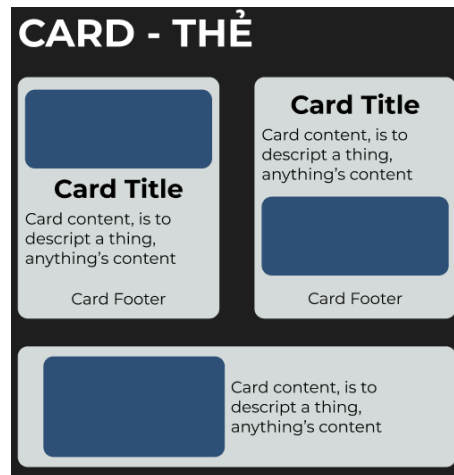 CARD - THẺ
Card Title
Card content, is to
descript a thing,
anything's content
Card Footer
Card Title
Card content, is to
descript a thing,
anything's content
Card Footer
Card content, is to
descript a thing,
anything's content